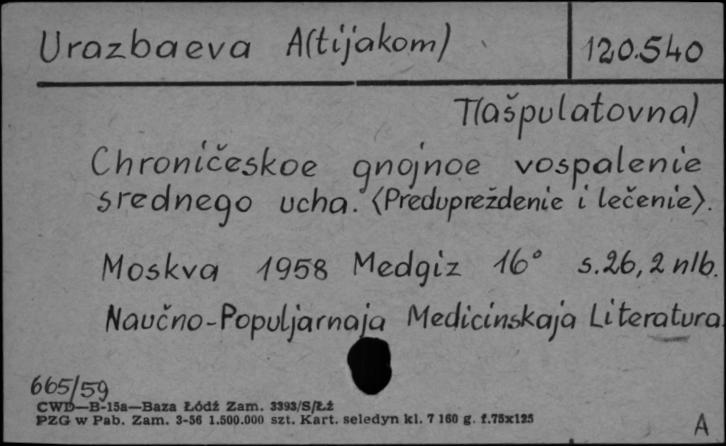 Urazbaeva A(tijakom)
120.540
T(ašpulatovna)
Chroničeskoe gnojnoe vospalenie
srednego ucha. <Predupreždenie i lečenie>.
Moskva 1958 Medgiz 16° s.26, 2 nlb.
Naučno-Populjarnaja Medicinskaja Literatura.
665/59
CWD—B-15a—Baza Łódź Zam. 3393/S/Łż
PZG w Pab. Zam. 3-56 1.500.000 szt. Kart. seledyn kl. 7 160 g. f.75x125
A